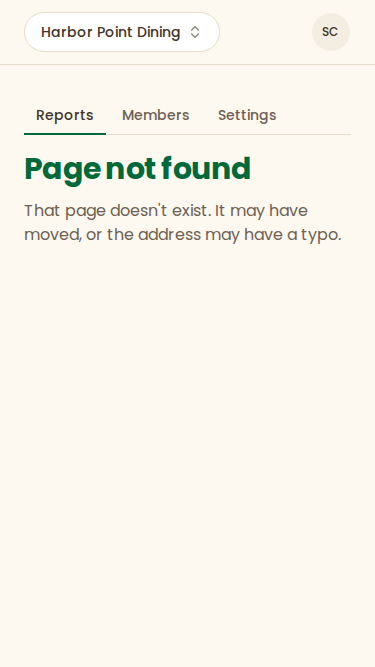 Harbor Point Dining
SC
Reports Members Settings
Page not found
That page doesn't exist. It may have
moved, or the address may have a typo.